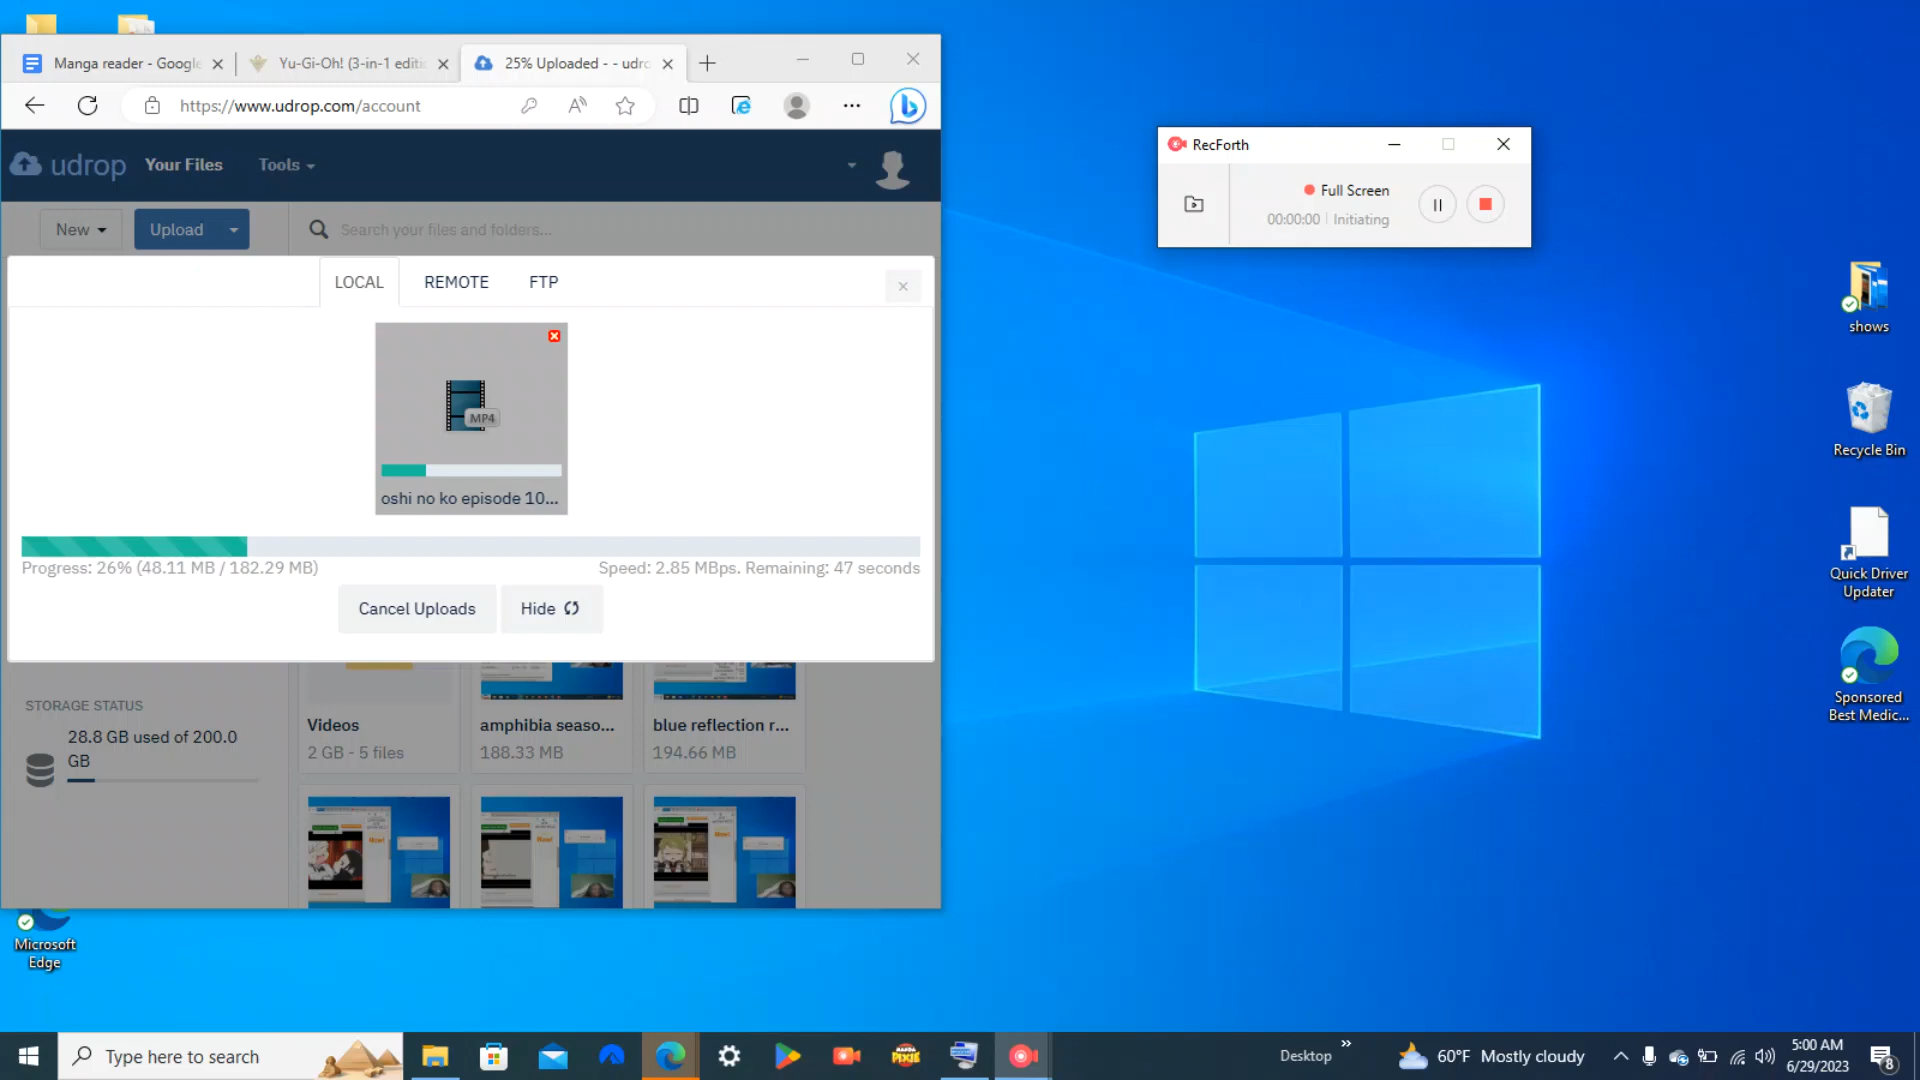 Manga reader - Google
Yu-Gi-Oh! (3-in-1 editi
25% Uploaded - - udro
https://www.udrop.com/account
udrop
Your Files
Tools
New
Upload
Search your files and folders...
LOCAL
REMOTE
FTP
MP4
oshi no ko episode 10...
Progress: 26% (48.11 MB / 182.29 MB)
Speed: 2.85 MBps. Remaining: 47 seconds
Cancel Uploads
Hide
STORAGE STATUS
28.8 GB used of 200.0
GB
Videos
2 GB - 5 files
amphibia seaso...
188.33 MB
blue reflection r...
194.66 MB
RecForth
Full Screen
00:00:00 | Initiating
shows
Recycle Bin
Quick Driver
Updater
Sponsored
Best Medic...
Microsoft
Edge
Type here to search
Desktop
60°F Mostly cloudy
5:00 AM
6/29/2023
8